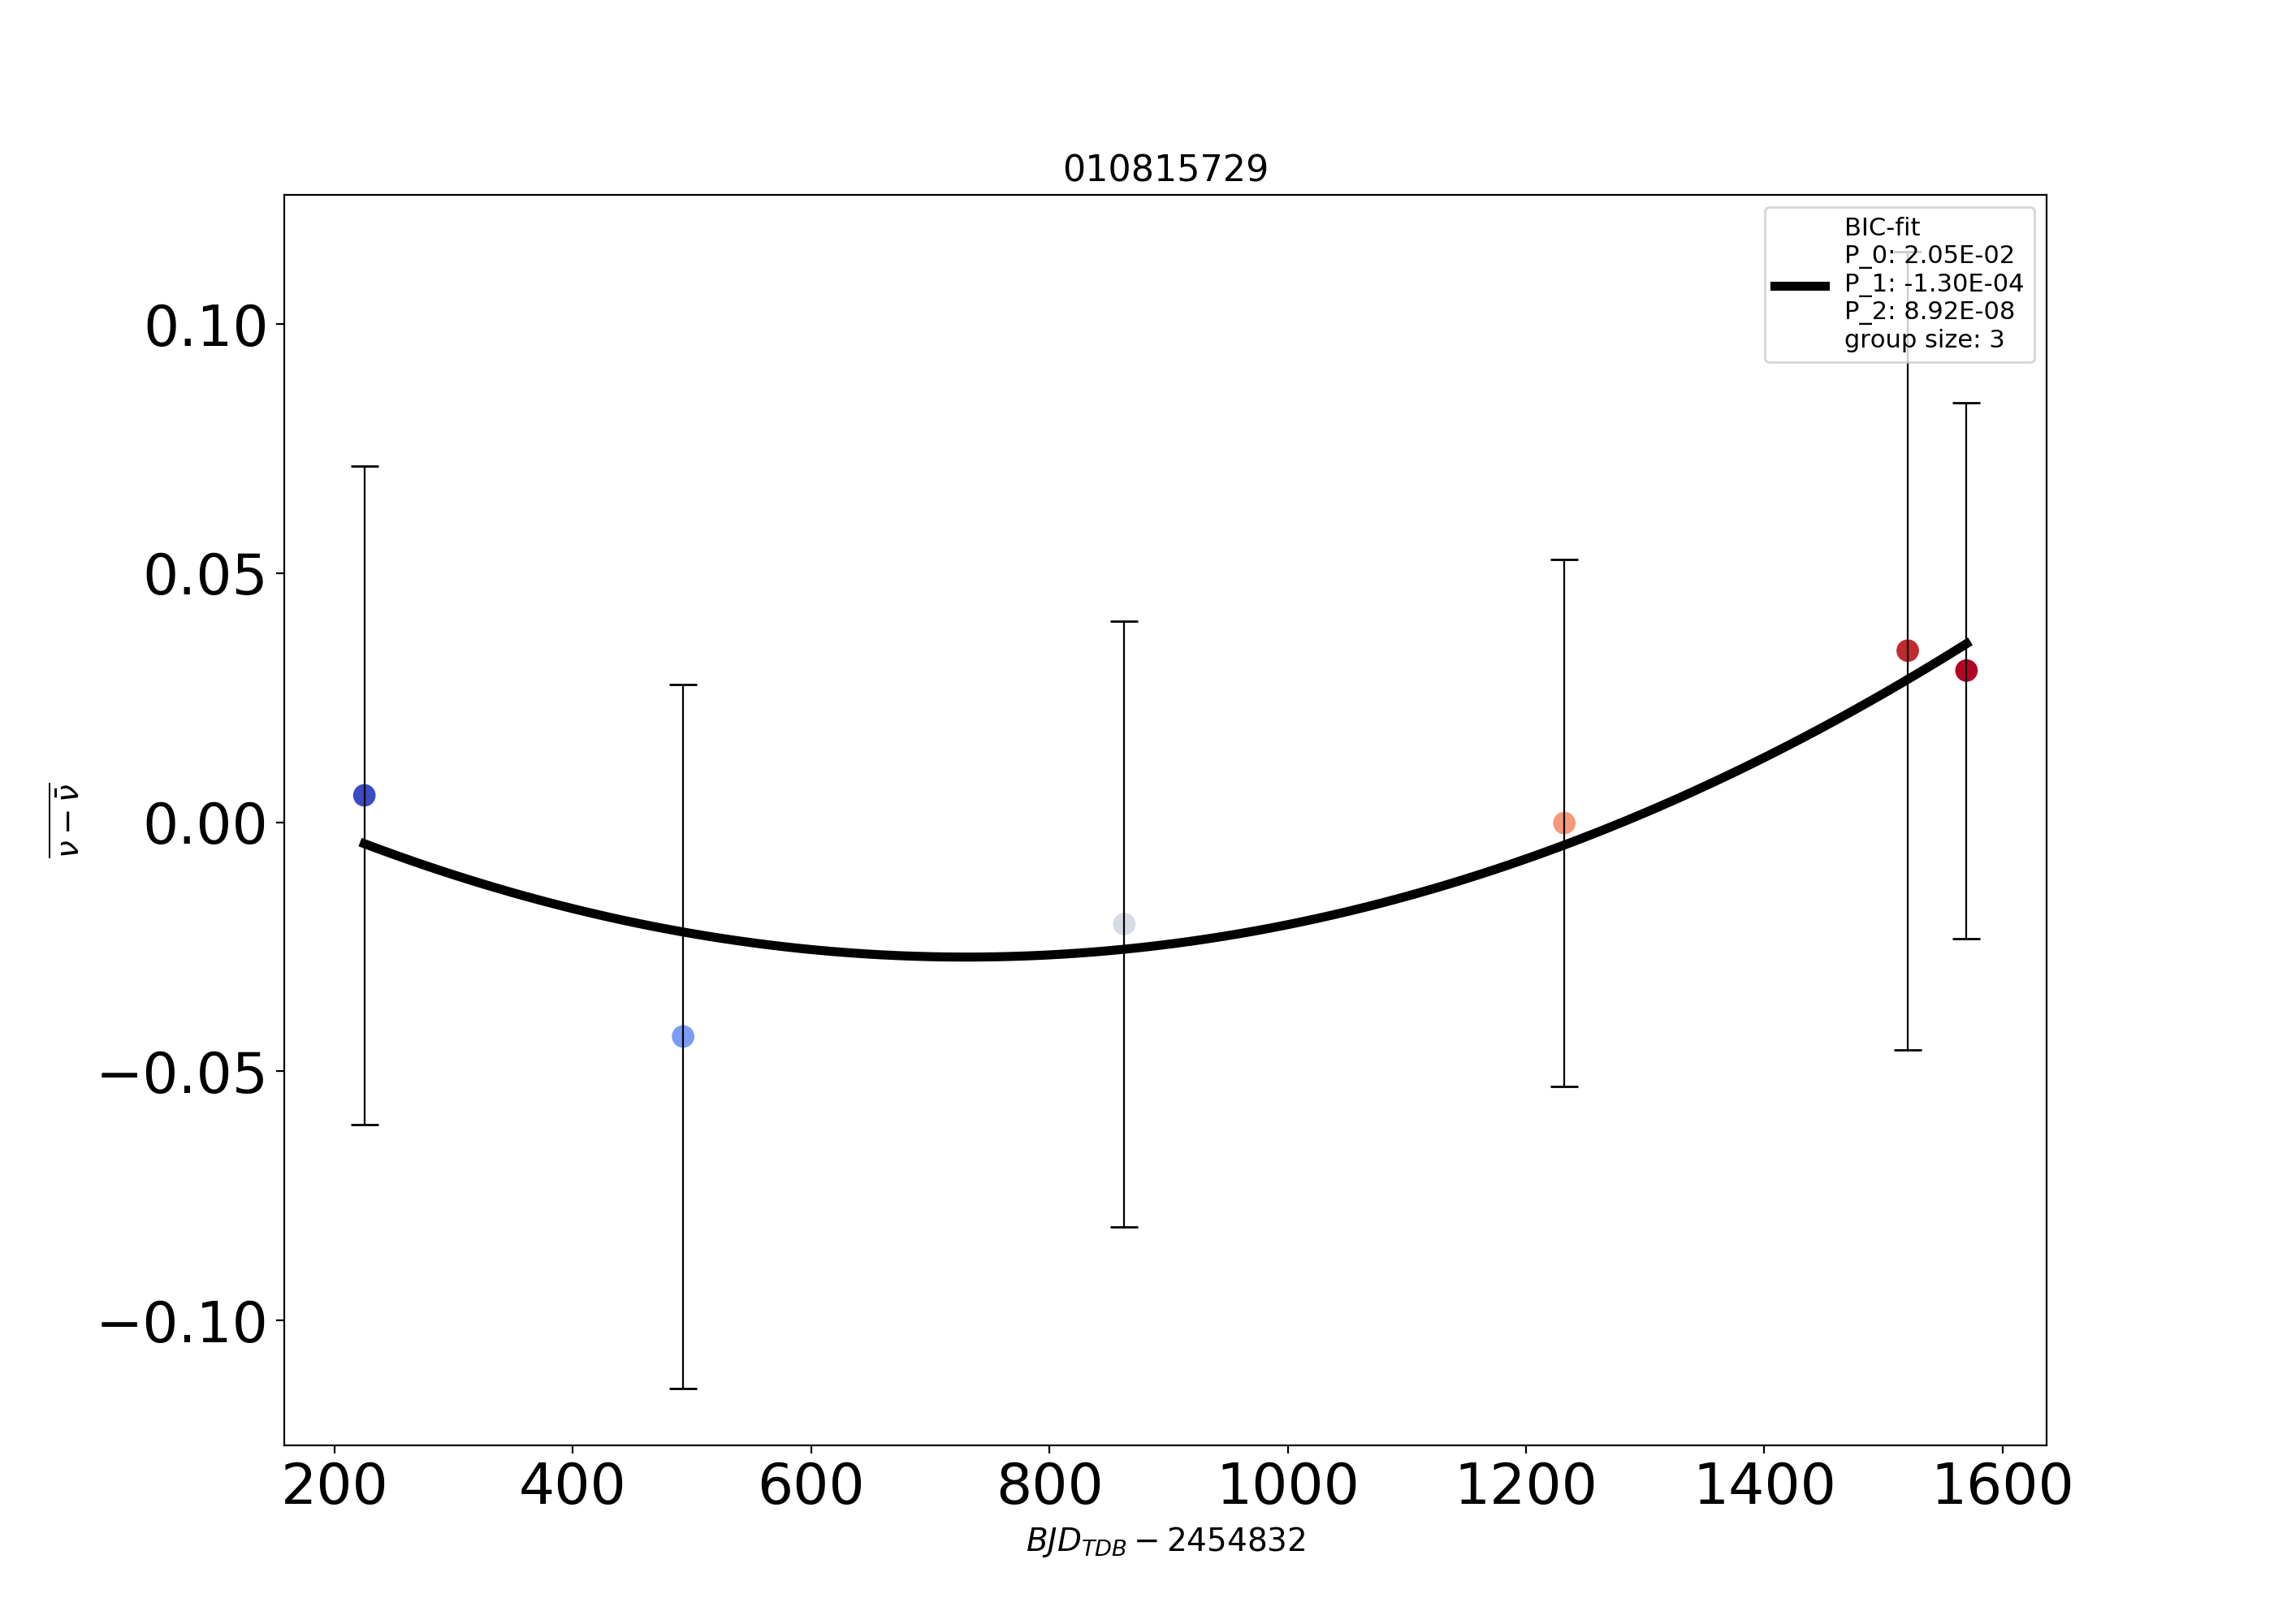 010815729
BIC-fit
P_0: 2.05E-02
P_1: -1.30E-04
P_2: 8.92E-08
group size: 3
0.10
0.05
0.00
−0.05
−0.10
ν − ν̄
200 400 600 800 1000 1200 1400 1600
BJD_TDB − 2454832